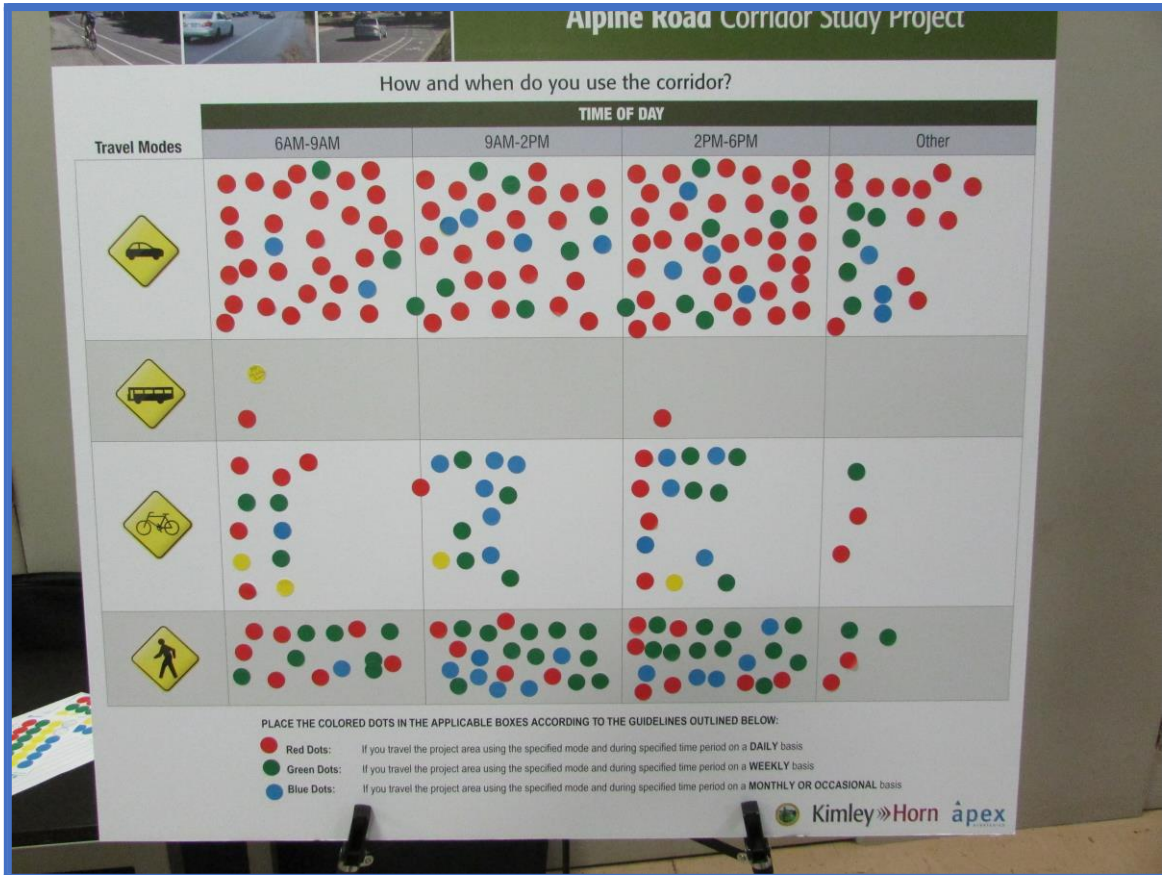 Alpine Road Corridor Study Project
How and when do you use the corridor?
TIME OF DAY
Travel Modes
6AM-9AM 9AM-2PM 2PM-6PM Other
PLACE THE COLORED DOTS IN THE APPLICABLE BOXES ACCORDING TO THE GUIDELINES OUTLINED BELOW:
Red Dots: If you travel the project area using the specified mode and during specified time period on a DAILY basis
Green Dots: If you travel the project area using the specified mode and during specified time period on a WEEKLY basis
Blue Dots: If you travel the project area using the specified mode and during specified time period on a MONTHLY OR OCCASIONAL basis
Kimley»Horn apex